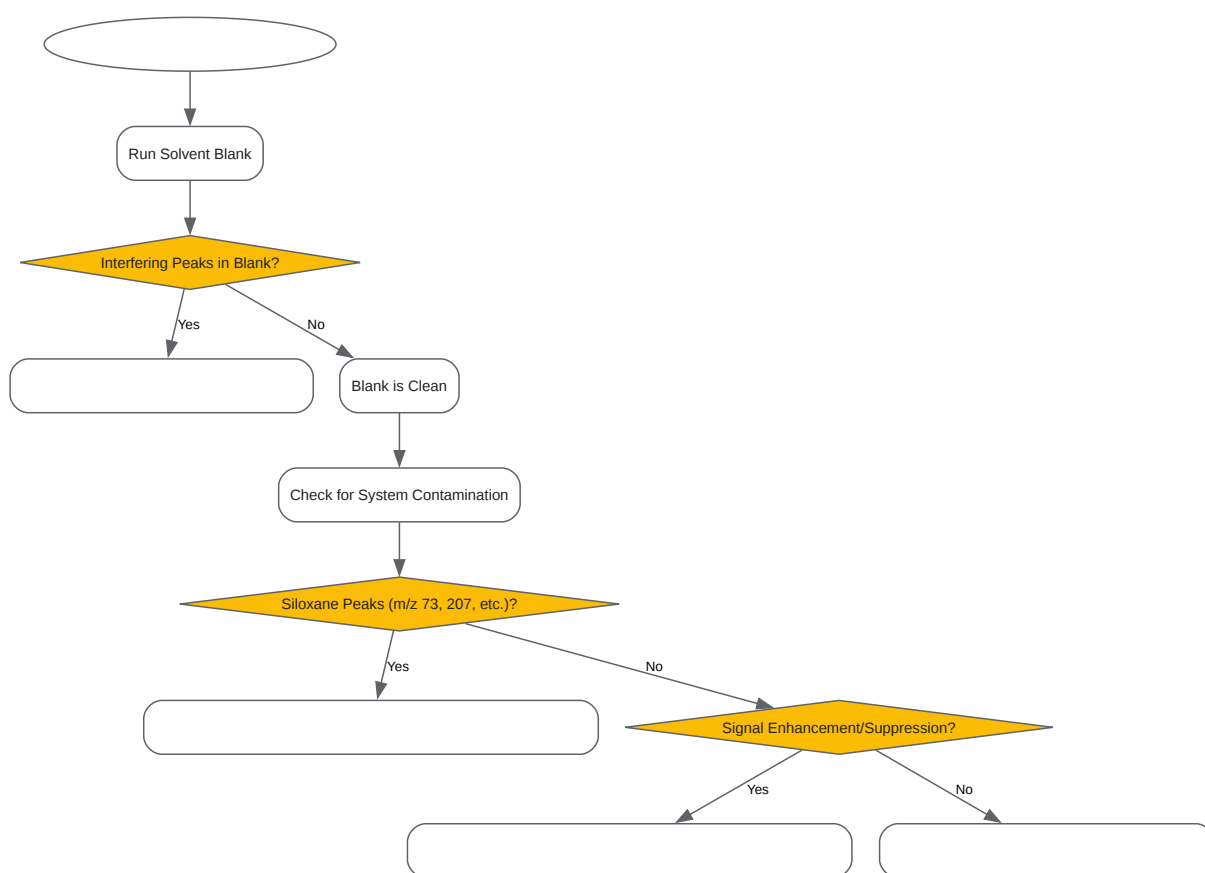 Run Solvent Blank
Interfering Peaks in Blank?
Yes
No
Blank is Clean
Check for System Contamination
Siloxane Peaks (m/z 73, 207, etc.)?
Yes
No
Signal Enhancement/Suppression?
Yes
No